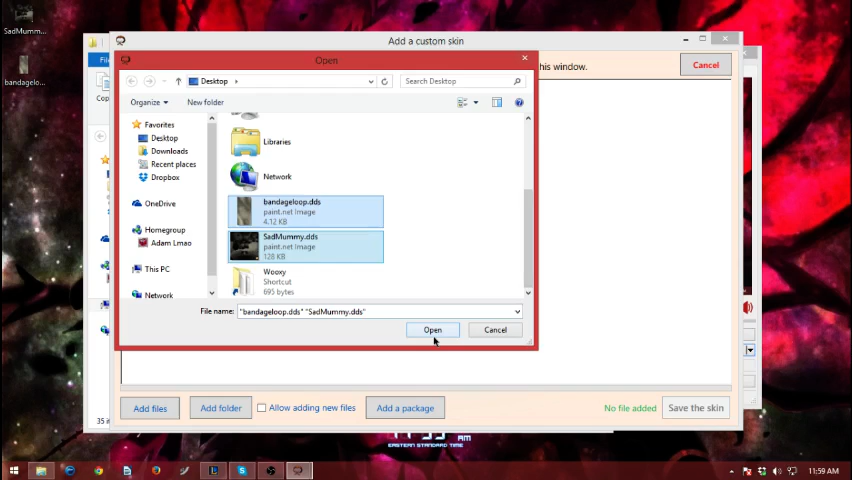 SadMumm...
bandagelo...
Add a custom skin
this window.
Cancel
Open
Desktop
Search Desktop
Organize
New folder
Favorites
Desktop
Downloads
Recent places
Dropbox
OneDrive
Homegroup
Adam Lmao
This PC
Network
Libraries
Network
bandageloop.dds
paint.net Image
4.12 KB
SadMummy.dds
paint.net Image
128 KB
Wooxy
Shortcut
695 bytes
File name:
"bandageloop.dds" "SadMummy.dds"
Open
Cancel
Add files
Add folder
Allow adding new files
Add a package
No file added
Save the skin
AM
EASTERN STANDARD TIME
11:59 AM